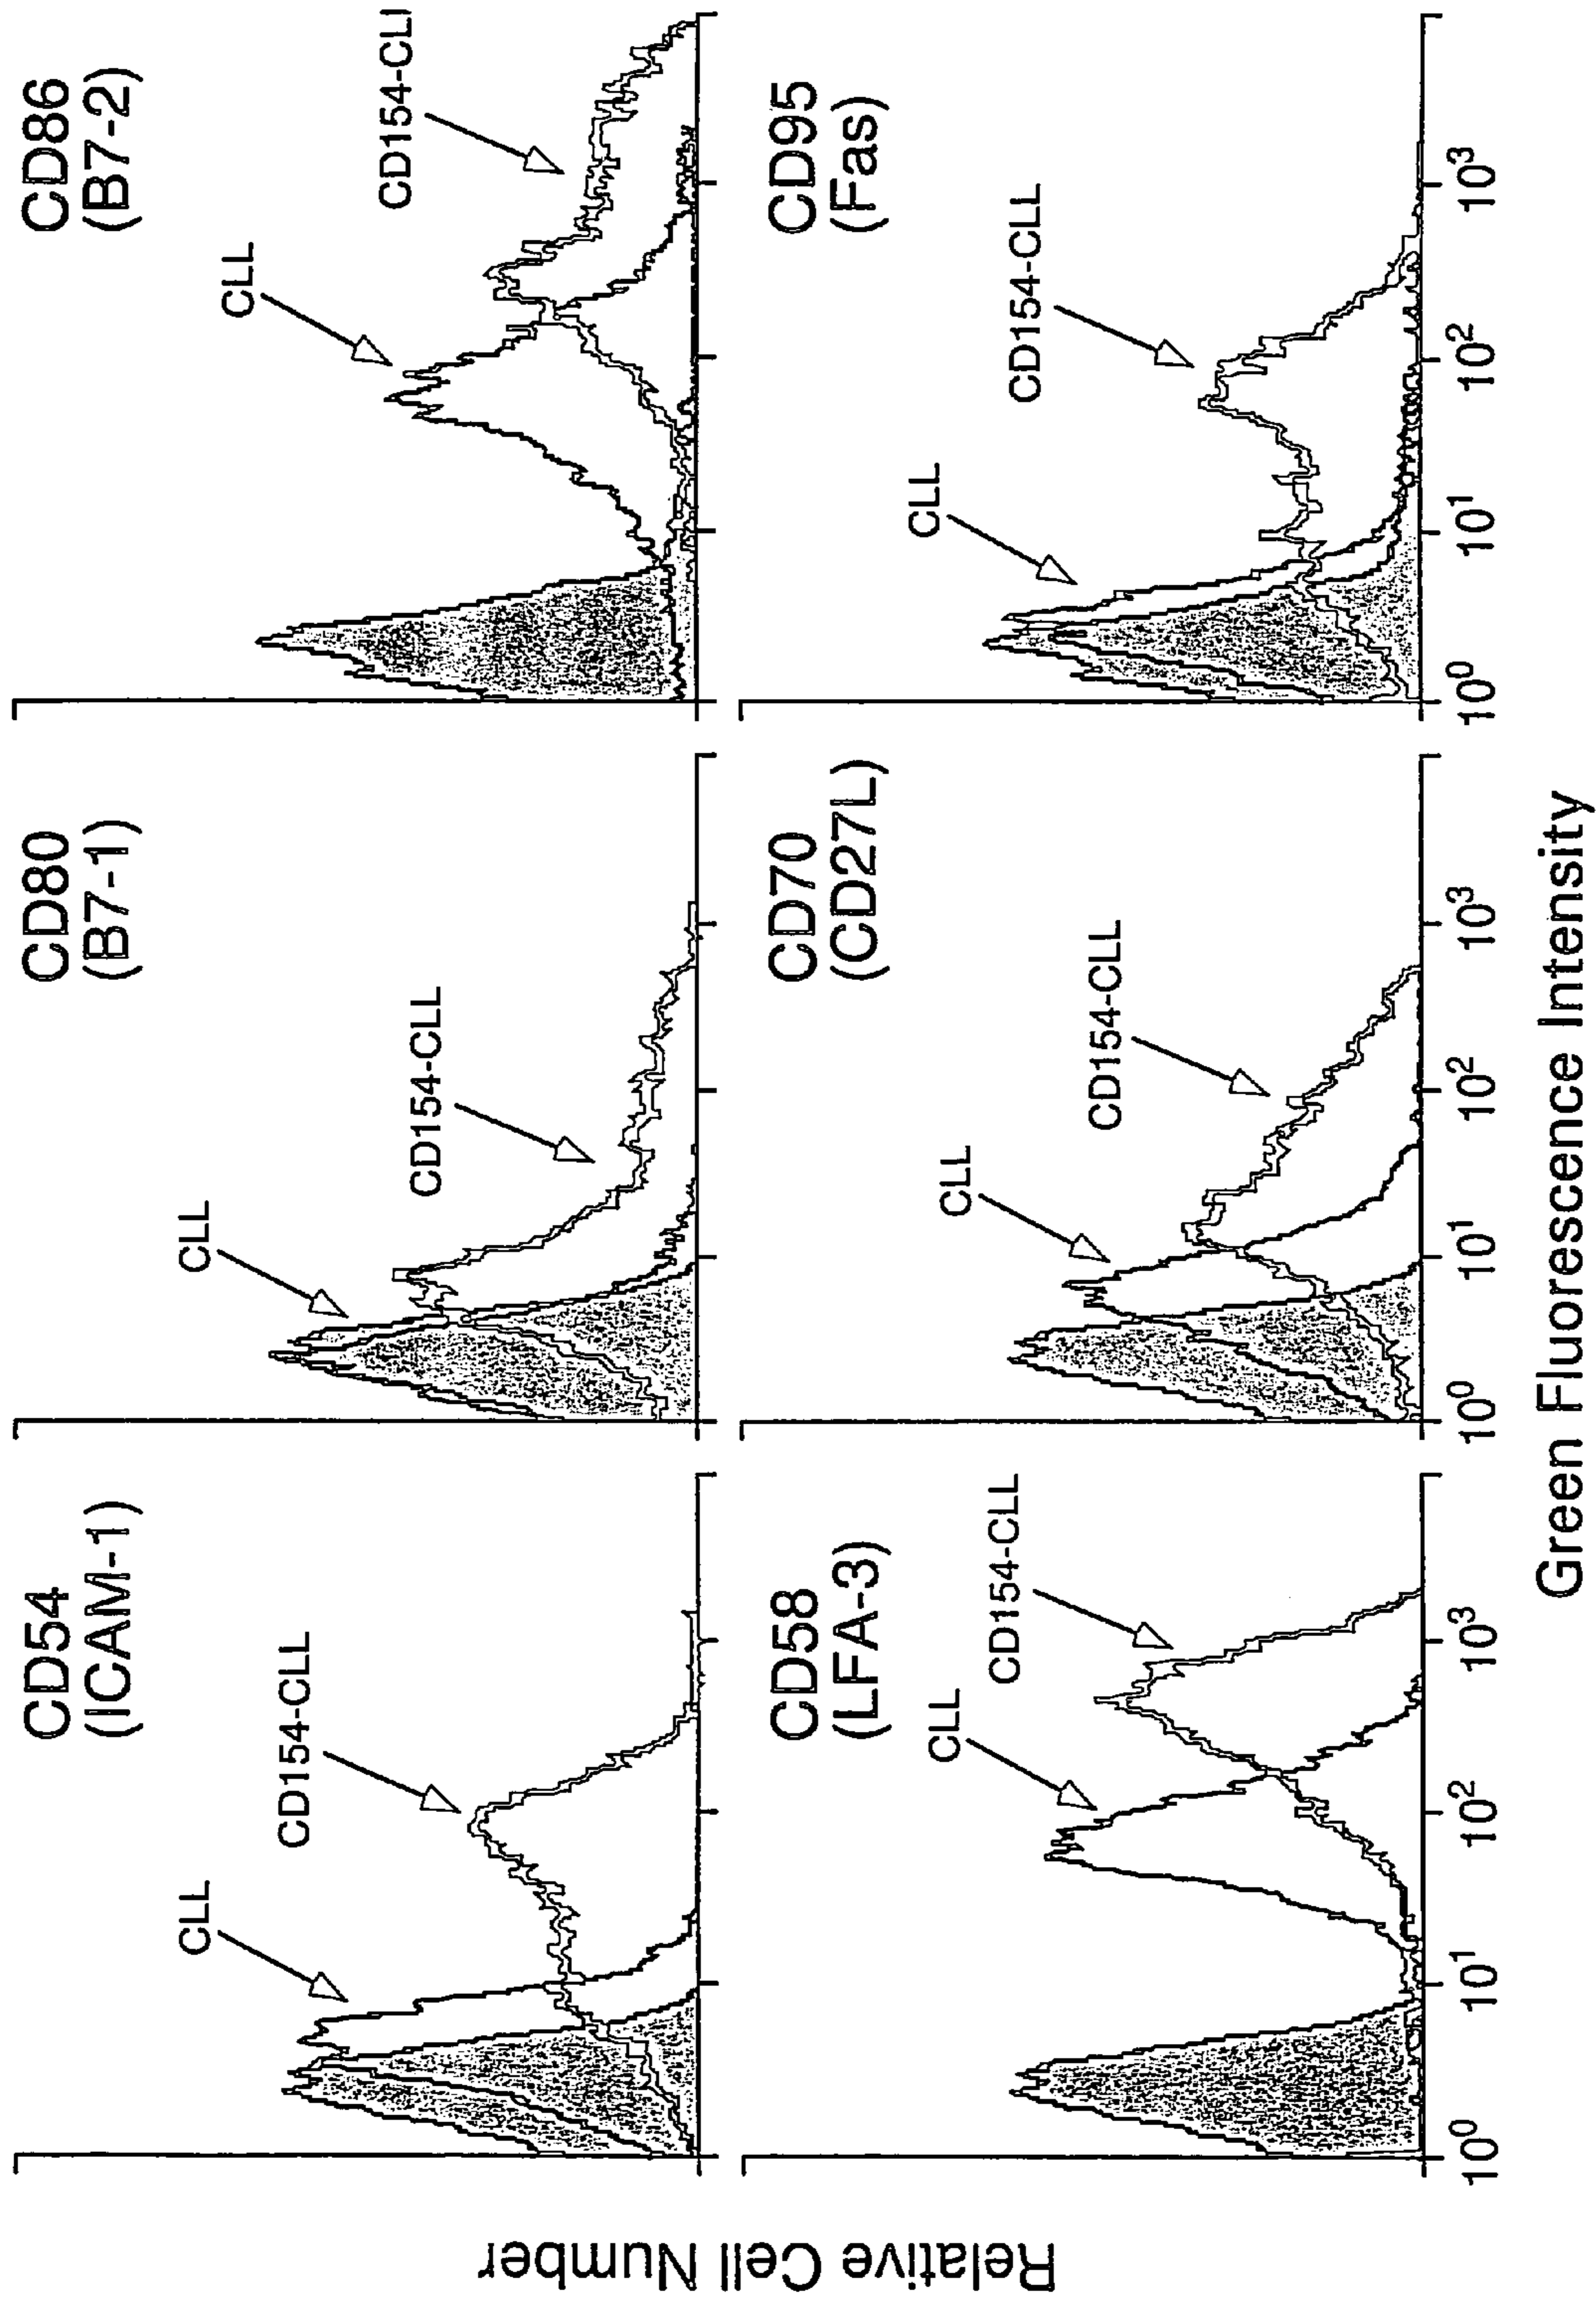 CD54
(ICAM-1)
CLL
CD154-CLL
CD80
(B7-1)
CLL
CD154-CLL
CD86
(B7-2)
CLL
CD154-CLI
CD58
(LFA-3)
CLL
CD154-CLL
CD70
(CD27L)
CLL
CD154-CLL
CD95
(Fas)
CLL
CD154-CLL
10⁰ 10¹ 10² 10³
10⁰ 10¹ 10² 10³
10⁰ 10¹ 10² 10³
Relative Cell Number
Green Fluorescence Intensity